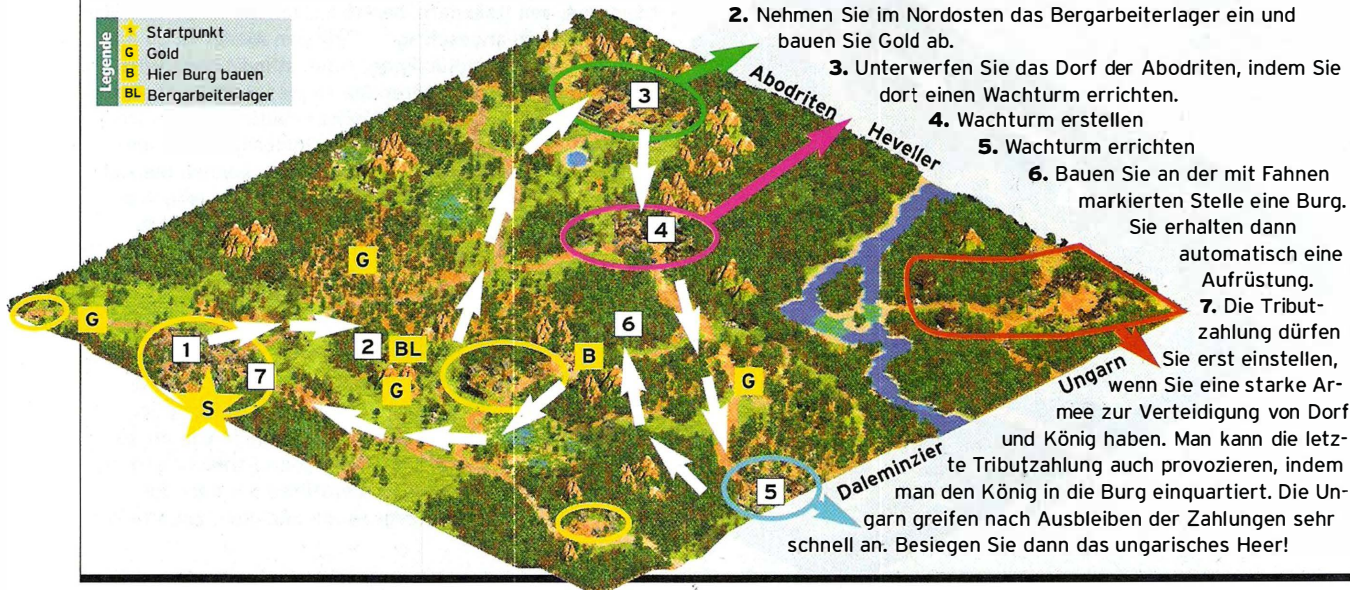 Legende
S Startpunkt
G Gold
B Hier Burg bauen
BL Bergarbeiterlager
2. Nehmen Sie im Nordosten das Bergarbeiterlager ein und
bauen Sie Gold ab.
3. Unterwerfen Sie das Dorf der Abodriten, indem Sie
dort einen Wachturm errichten.
4. Wachturm erstellen
5. Wachturm errichten
6. Bauen Sie an der mit Fahnen
markierten Stelle eine Burg.
Sie erhalten dann
automatisch eine
Aufrüstung.
7. Die Tribut-
zahlung dürfen
Sie erst einstellen,
wenn Sie eine starke Ar-
mee zur Verteidigung von Dorf
und König haben. Man kann die letz-
te Tributzahlung auch provozieren, indem
man den König in die Burg einquartiert. Die Un-
garn greifen nach Ausbleiben der Zahlungen sehr
schnell an. Besiegen Sie dann das ungarisches Heer!
Abodriten
Heveller
Ungarn
Daleminzier
3
4
G
6
G
1
2
BL
B
7
G
G
S
5